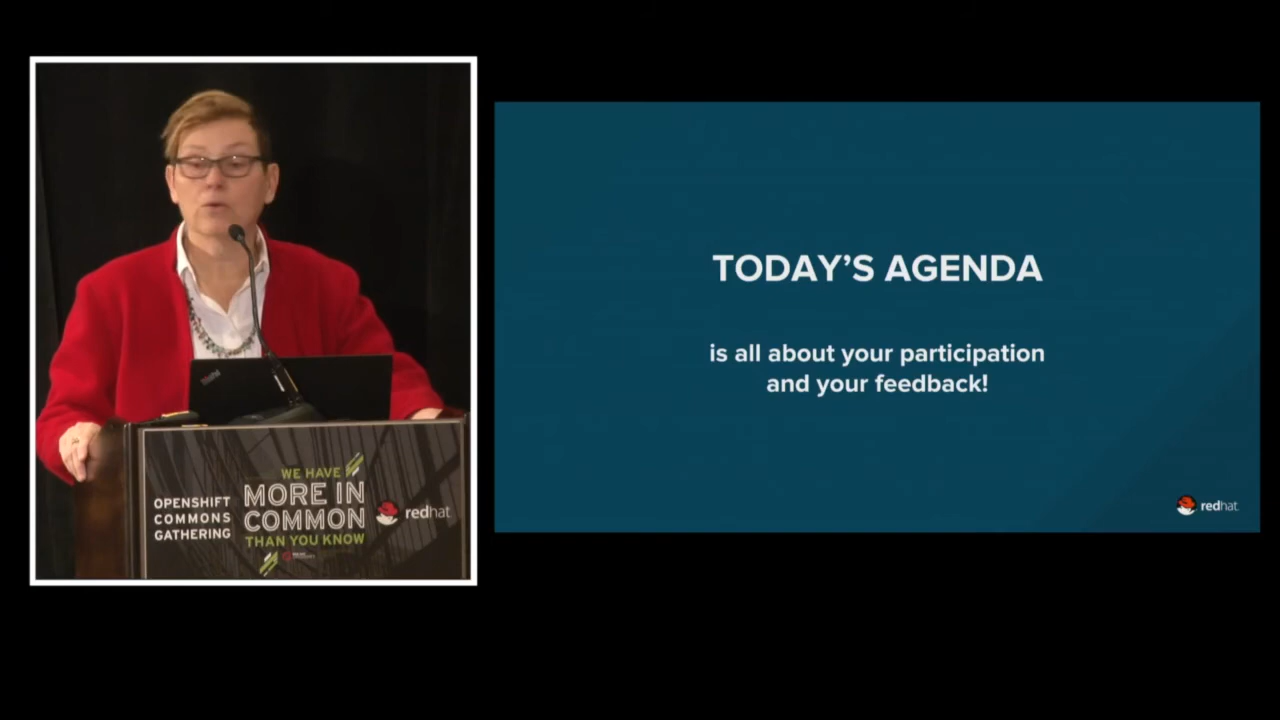 TODAY'S AGENDA
is all about your participation
and your feedback!
redhat.
ThinkPad
OPENSHIFT
COMMONS
GATHERING
WE HAVE
MORE IN
COMMON
THAN YOU KNOW
redhat.